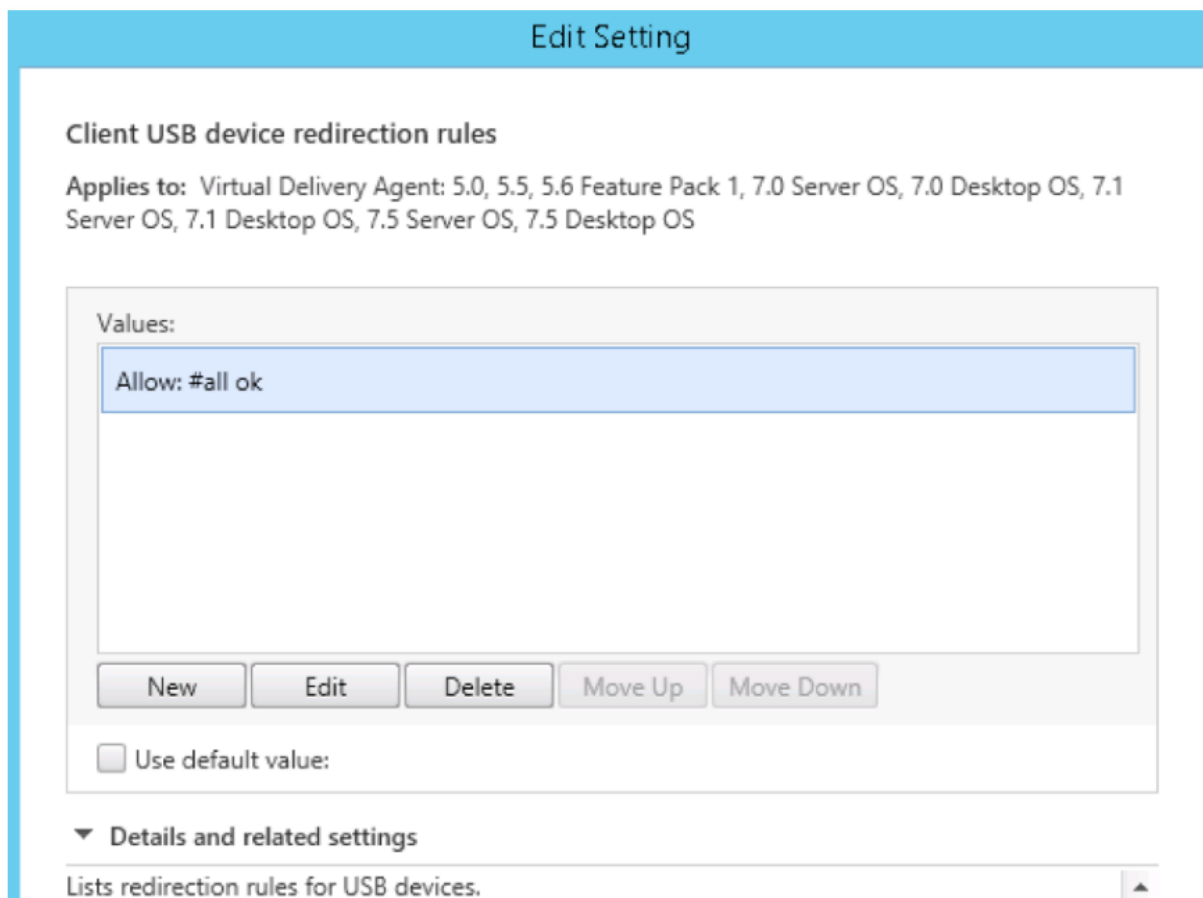 Edit Setting
Client USB device redirection rules
Applies to: Virtual Delivery Agent: 5.0, 5.5, 5.6 Feature Pack 1, 7.0 Server OS, 7.0 Desktop OS, 7.1
Server OS, 7.1 Desktop OS, 7.5 Server OS, 7.5 Desktop OS
Values:
Allow: #all ok
New Edit Delete Move Up Move Down
Use default value:
Details and related settings
Lists redirection rules for USB devices.